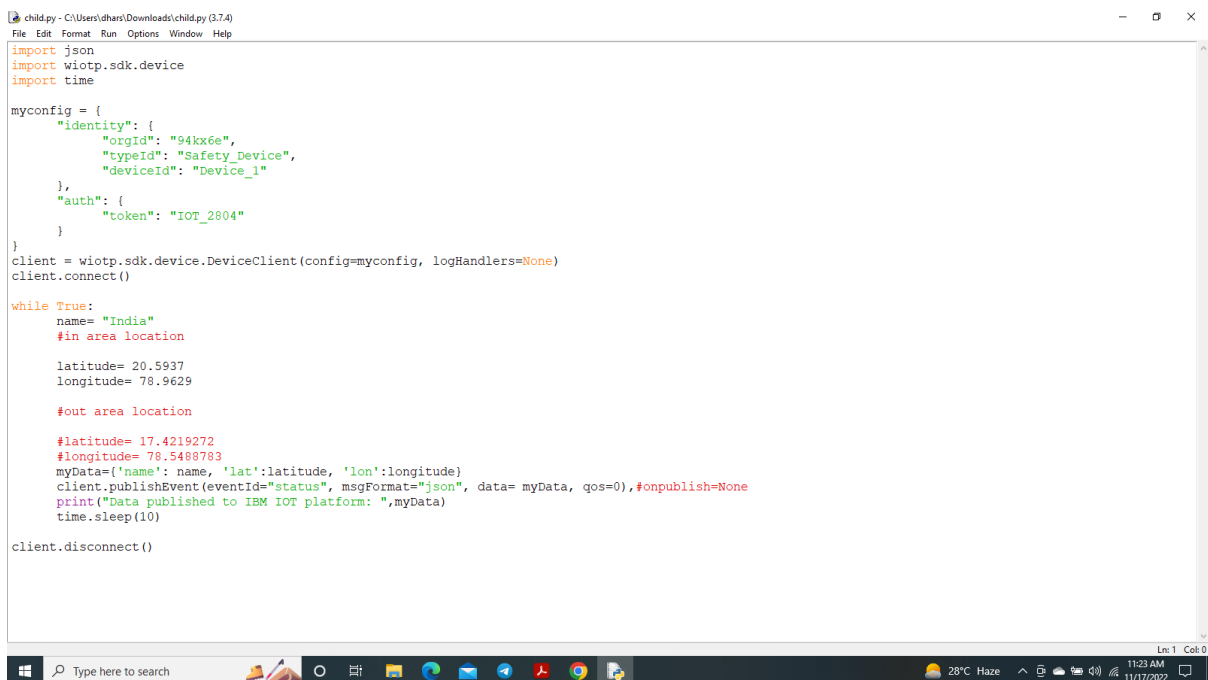 child.py - C:\Users\dhars\Downloads\child.py (3.7.4)
File Edit Format Run Options Window Help
import json
import wiotp.sdk.device
import time
myconfig = {
"identity": {
"orgId": "94kx6e",
"typeId": "Safety_Device",
"deviceId": "Device_1"
},
"auth": {
"token": "IOT_2804"
}
}
client = wiotp.sdk.device.DeviceClient(config=myconfig, logHandlers=None)
client.connect()
while True:
name= "India"
#in area location
latitude= 20.5937
longitude= 78.9629
#out area location
#latitude= 17.4219272
#longitude= 78.5488783
myData={'name': name, 'lat':latitude, 'lon':longitude}
client.publishEvent(eventId="status", msgFormat="json", data= myData, qos=0),#onpublish=None
print("Data published to IBM IOT platform: ",myData)
time.sleep(10)
client.disconnect()
Ln: 1 Col: 0
Type here to search
28°C Haze
11:23 AM
11/17/2022